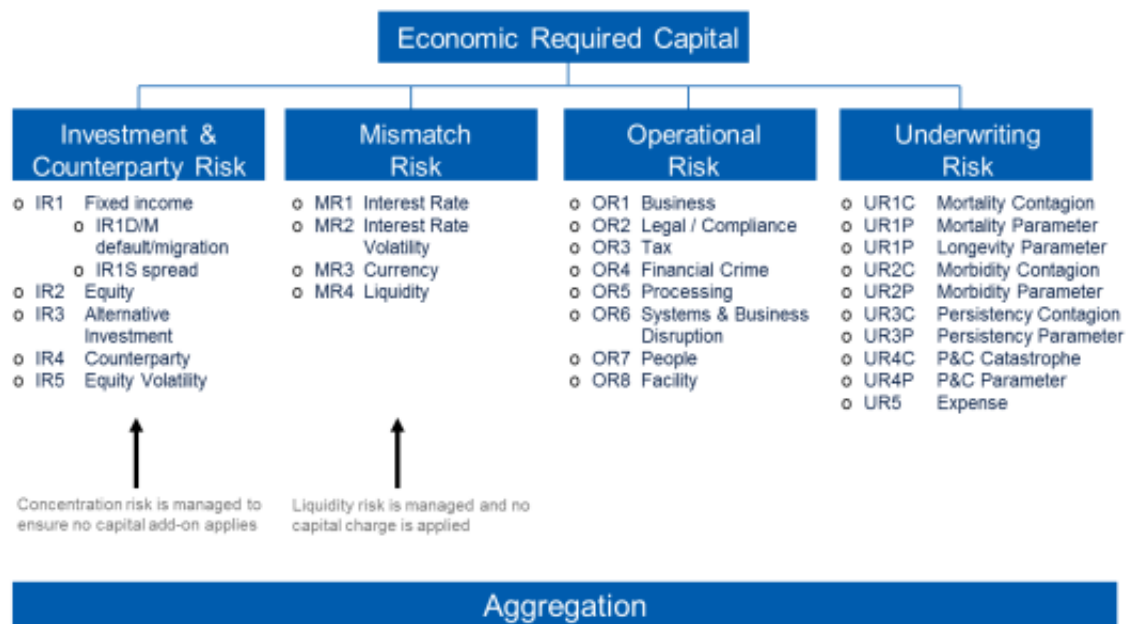 Economic Required Capital
Investment &
Counterparty Risk
o IR1 Fixed income
o IR1D/M
default/migration
o IR1S spread
o IR2 Equity
o IR3 Alternative
Investment
o IR4 Counterparty
o IR5 Equity Volatility
Concentration risk is managed to
ensure no capital add-on applies
Mismatch
Risk
o MR1 Interest Rate
o MR2 Interest Rate
Volatility
o MR3 Currency
o MR4 Liquidity
Liquidity risk is managed and no
capital charge is applied
Operational
Risk
o OR1 Business
o OR2 Legal / Compliance
o OR3 Tax
o OR4 Financial Crime
o OR5 Processing
o OR6 Systems & Business
Disruption
o OR7 People
o OR8 Facility
Underwriting
Risk
o UR1C Mortality Contagion
o UR1P Mortality Parameter
o UR1P Longevity Parameter
o UR2C Morbidity Contagion
o UR2P Morbidity Parameter
o UR3C Persistency Contagion
o UR3P Persistency Parameter
o UR4C P&C Catastrophe
o UR4P P&C Parameter
o UR5 Expense
Aggregation